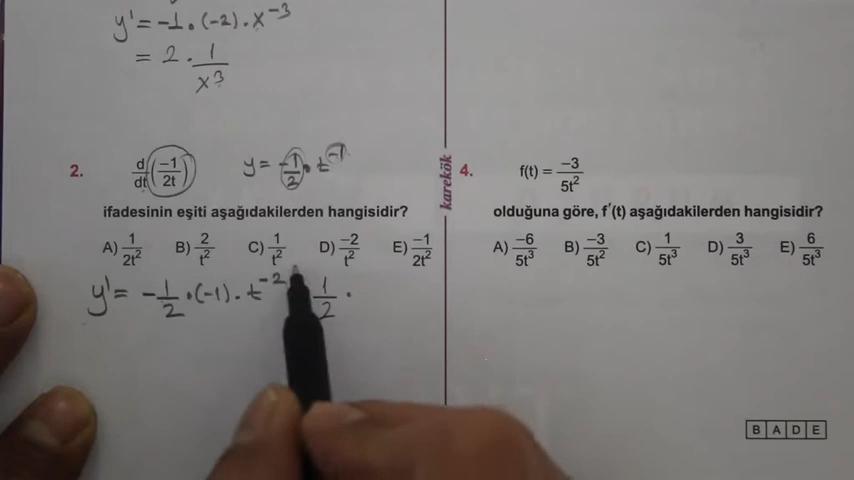 y' = -1 . (-2) . x^-3
= 2 . 1/x^3
2. d/dt (-1/2t) y = -1/2 . t^-1
ifadesinin eşiti aşağıdakilerden hangisidir?
A) 1/2t² B) 2/t² C) 1/t² D) -2/t² E) -1/2t²
y' = -1/2 . (-1) . t^-2 1/2 .
karekök
4. f(t) = -3/5t²
olduğuna göre, f'(t) aşağıdakilerden hangisidir?
A) -6/5t³ B) -3/5t² C) 1/5t³ D) 3/5t³ E) 6/5t³
B A D E